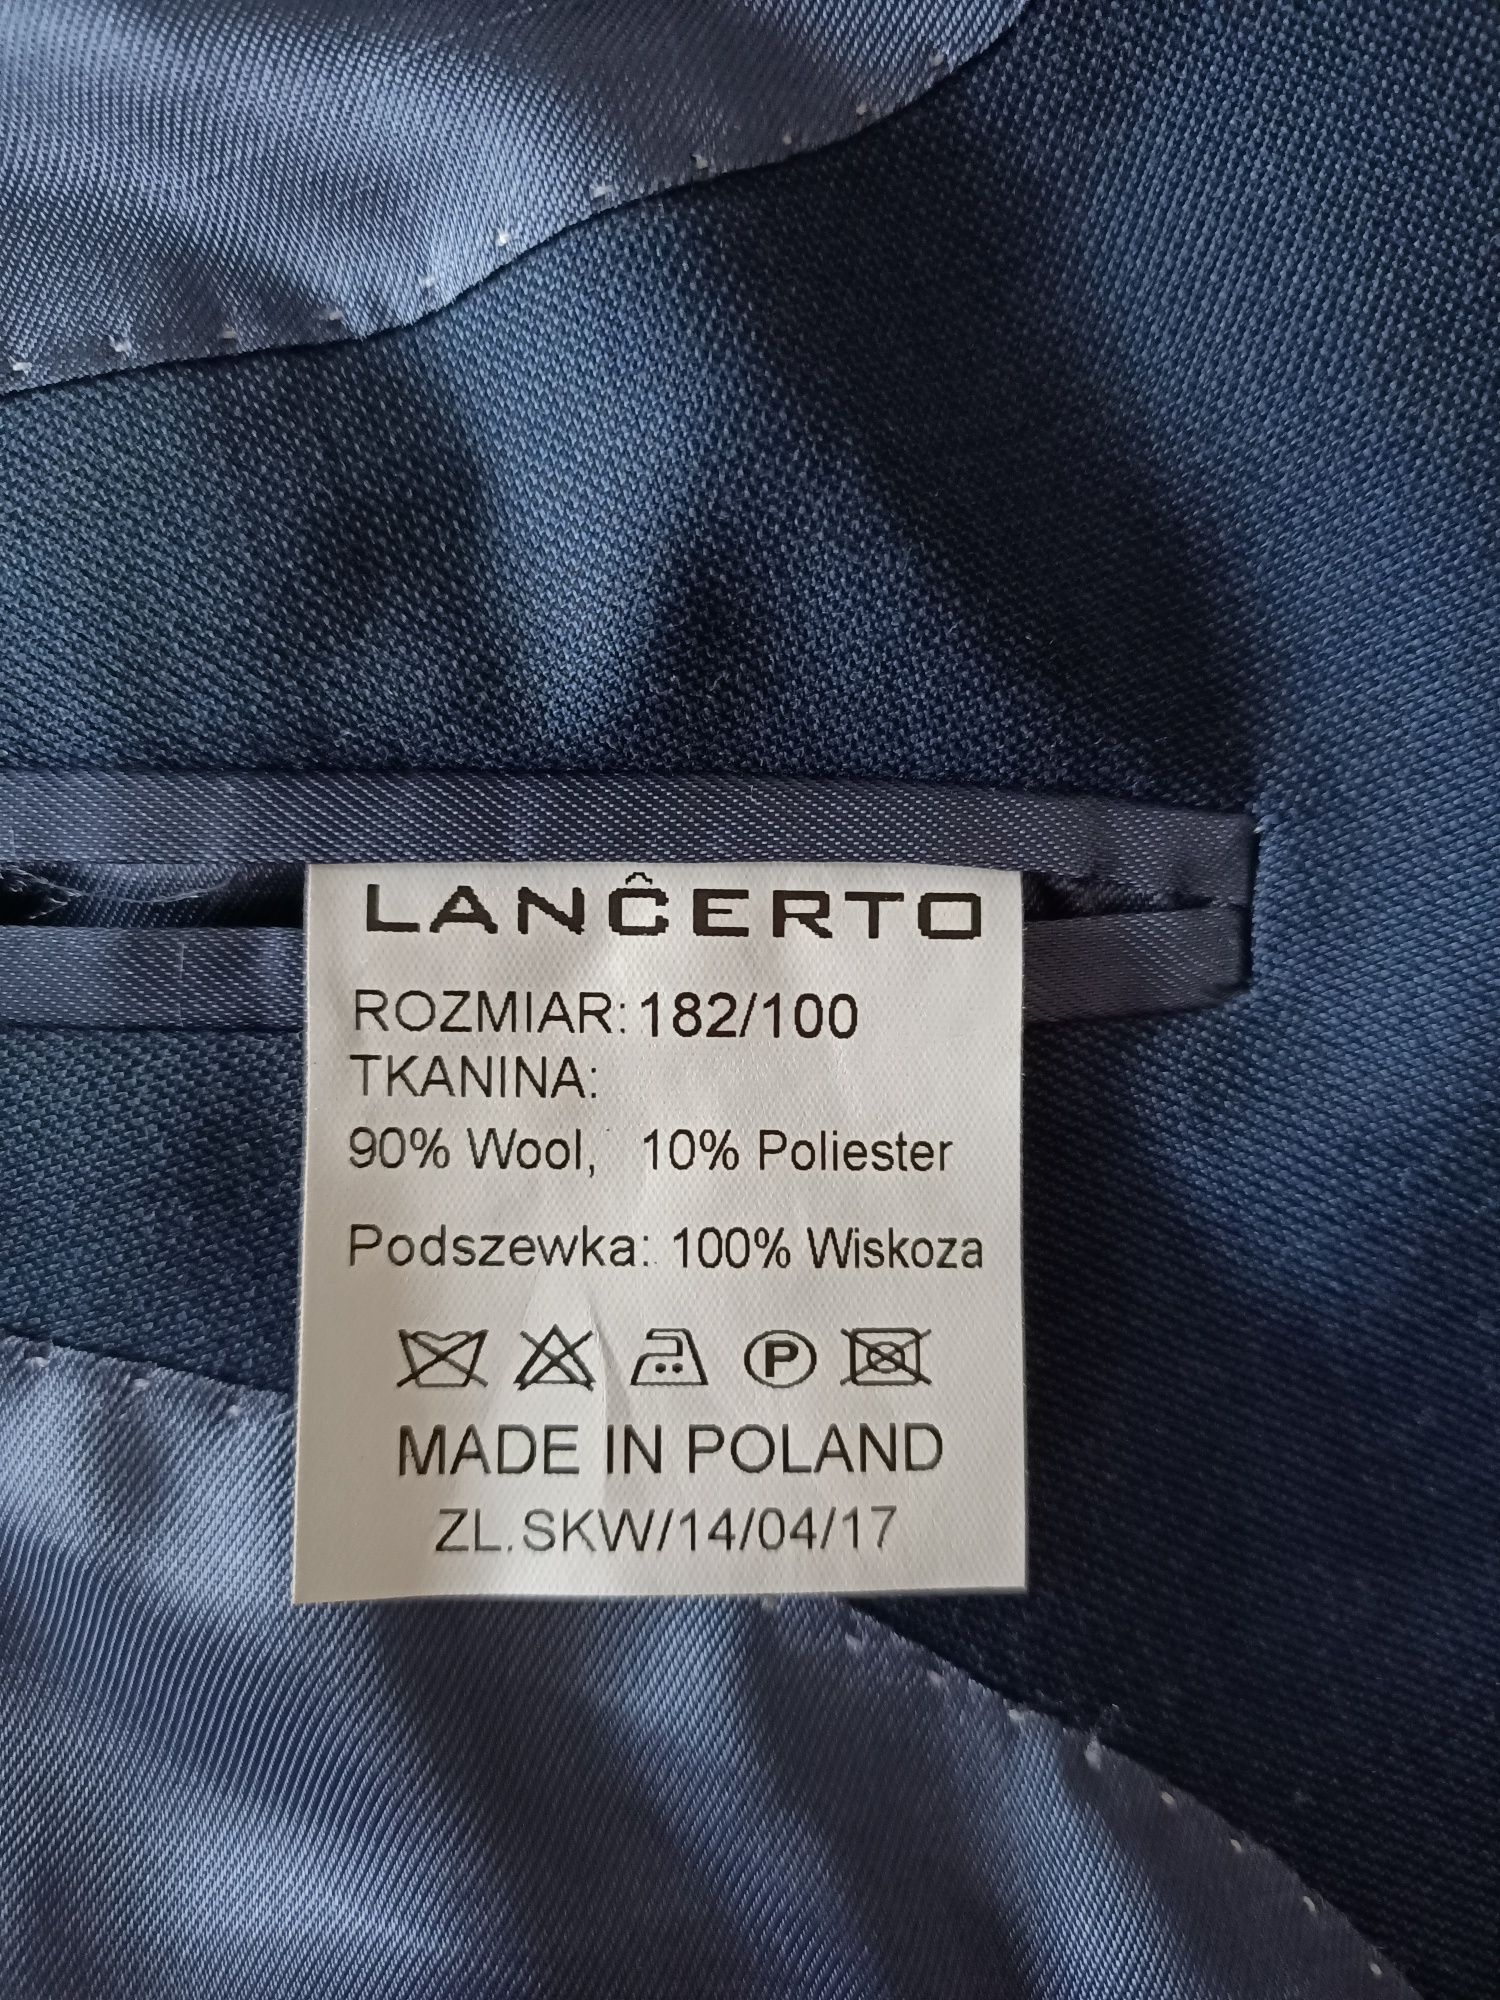 LANĈERTO
ROZMIAR: 182/100
TKANINA:
90% Wool, 10% Poliester
Podszewka: 100% Wiskoza
P
MADE IN POLAND
ZL.SKW/14/04/17